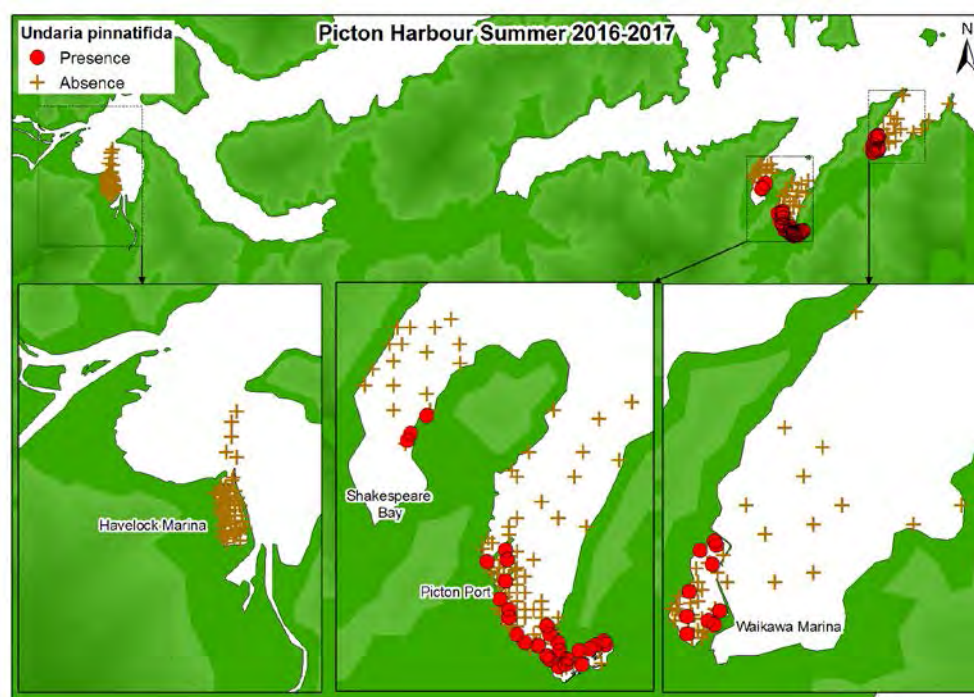 Undaria pinnatifida
Presence
Absence
Picton Harbour Summer 2016-2017
N
Havelock Marina
Shakespeare
Bay
Picton Port
Waikawa Marina